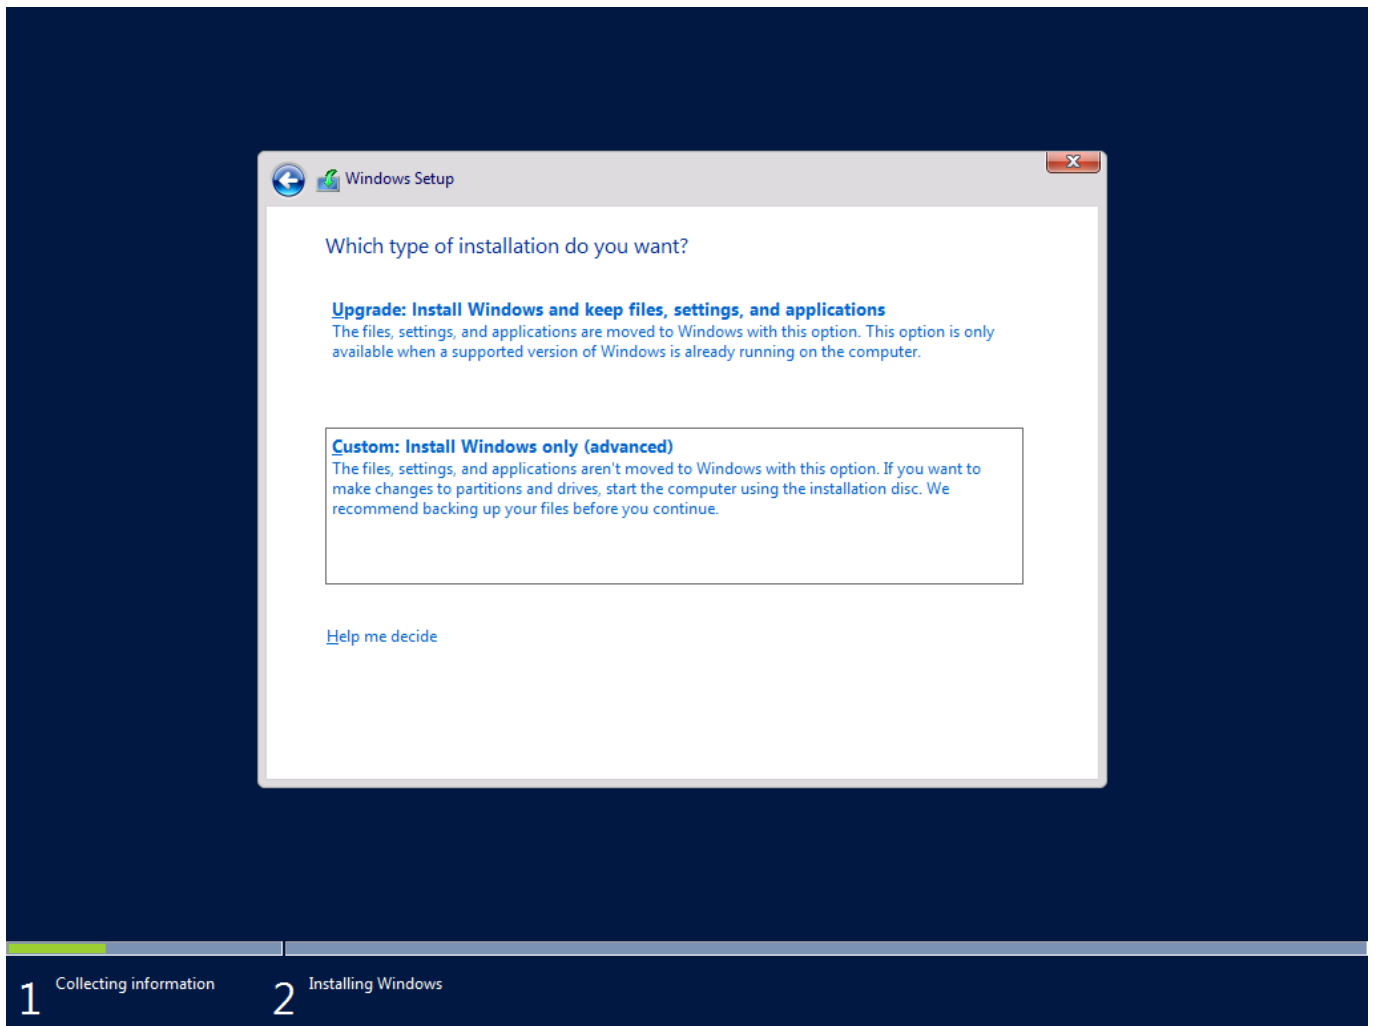 Windows Setup
Which type of installation do you want?
Upgrade: Install Windows and keep files, settings, and applications
The files, settings, and applications are moved to Windows with this option. This option is only
available when a supported version of Windows is already running on the computer.
Custom: Install Windows only (advanced)
The files, settings, and applications aren't moved to Windows with this option. If you want to
make changes to partitions and drives, start the computer using the installation disc. We
recommend backing up your files before you continue.
Help me decide
1 Collecting information
2 Installing Windows